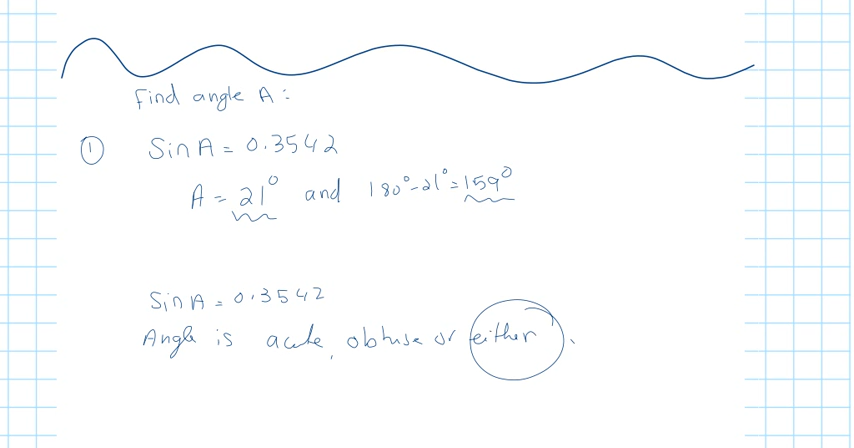 Find angle A:
① Sin A = 0.3542
A = 21° and 180°-21°=159°
Sin A = 0.3542
Angle is acute, obtuse or either.